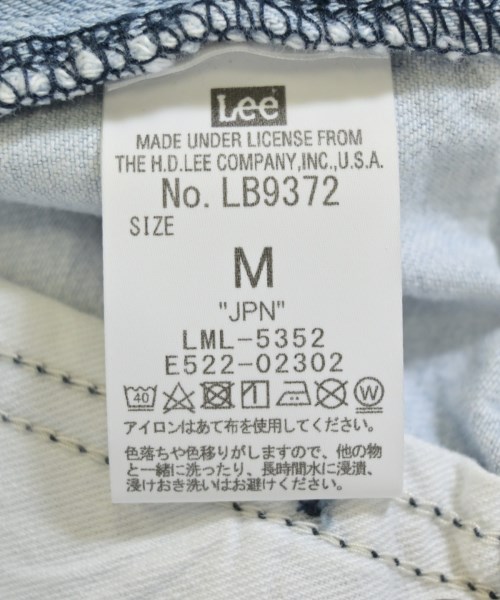 Lee
MADE UNDER LICENSE FROM
THE H.D.LEE COMPANY,INC.,U.S.A.
No. LB9372
SIZE
M
"JPN"
LML-5352
E522-02302
40 W
アイロンはあて布を使用してください。
色落ちや色移りがしますので、他の物
と一緒に洗ったり、長時間水に浸漬、
浸けおき洗いはお避けください。